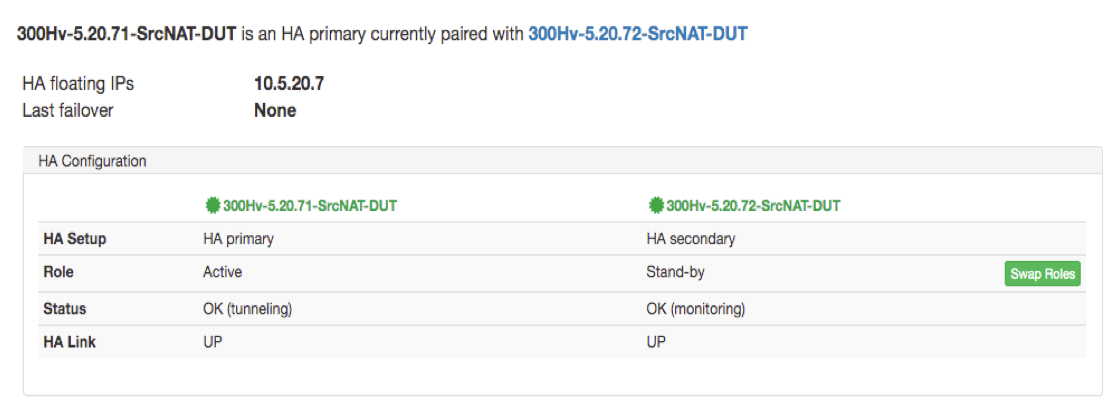 300Hv-5.20.71-SrcNAT-DUT is an HA primary currently paired with 300Hv-5.20.72-SrcNAT-DUT
HA floating IPs 10.5.20.7
Last failover None
HA Configuration
300Hv-5.20.71-SrcNAT-DUT 300Hv-5.20.72-SrcNAT-DUT
HA Setup HA primary HA secondary
Role Active Stand-by Swap Roles
Status OK (tunneling) OK (monitoring)
HA Link UP UP